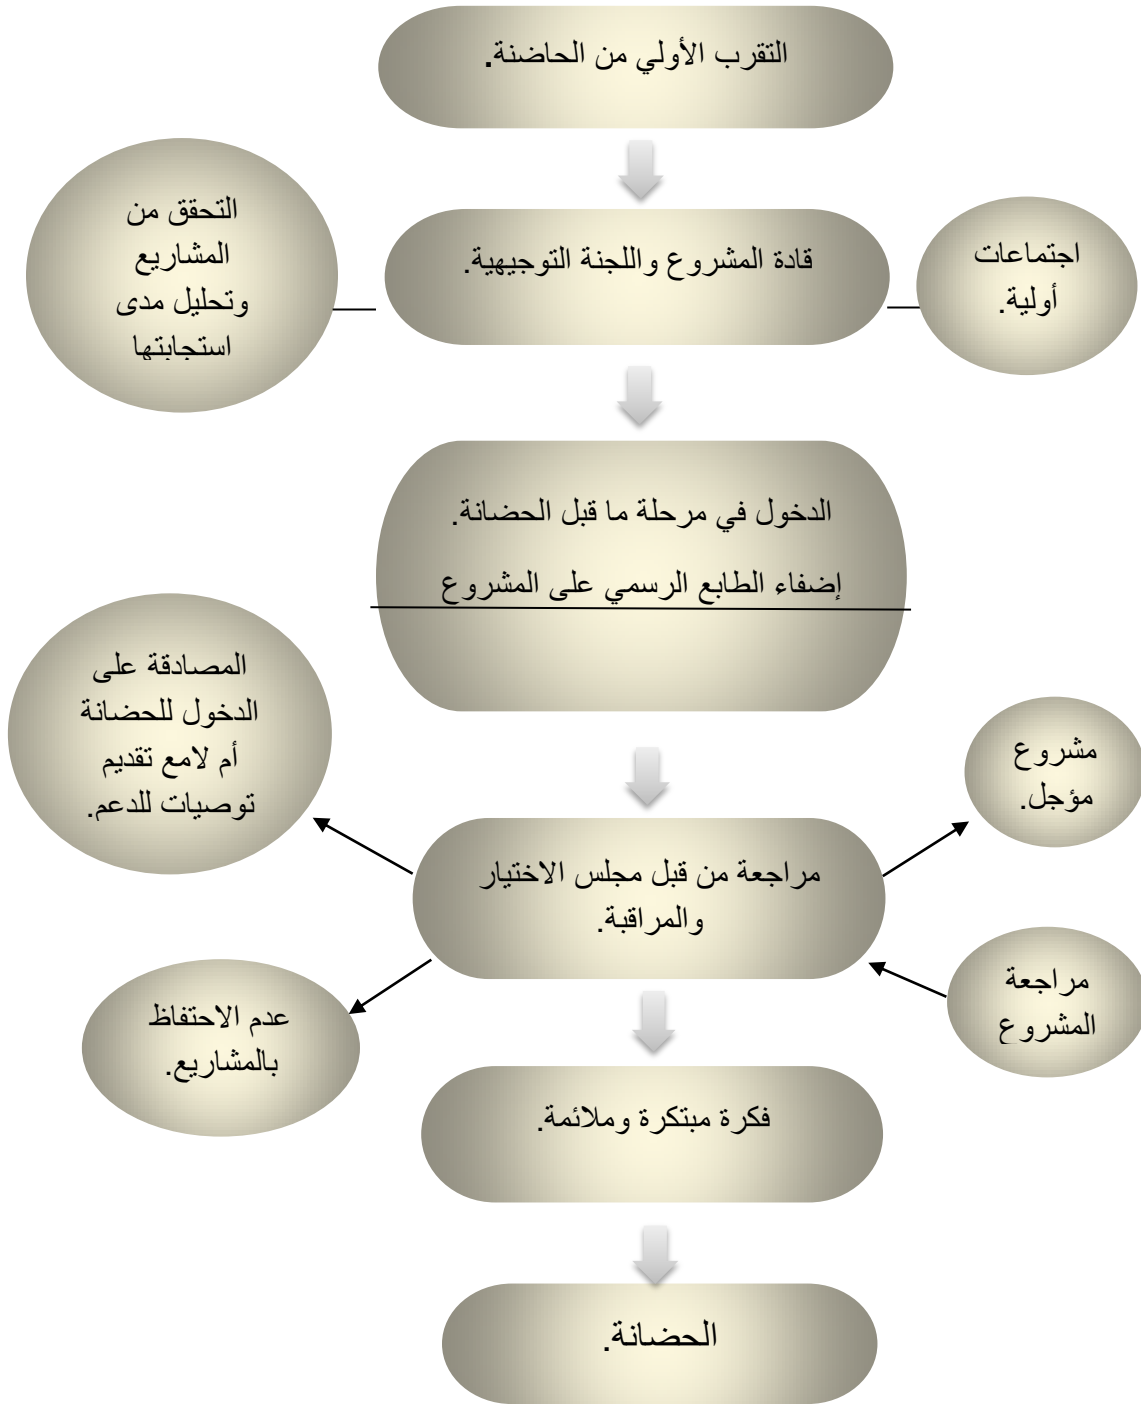 التقرب الأولي من الحاضنة.
التحقق من
المشاريع
وتحليل مدى
استجابتها
قادة المشروع واللجنة التوجيهية.
اجتماعات
أولية.
الدخول في مرحلة ما قبل الحضانة.
إضفاء الطابع الرسمي على المشروع
المصادقة على
الدخول للحضانة
أم لامع تقديم
توصيات للدعم.
مشروع
مؤجل.
مراجعة من قبل مجلس الاختيار
والمراقبة.
مراجعة
المشروع
عدم الاحتفاظ
بالمشاريع.
فكرة مبتكرة وملائمة.
الحضانة.